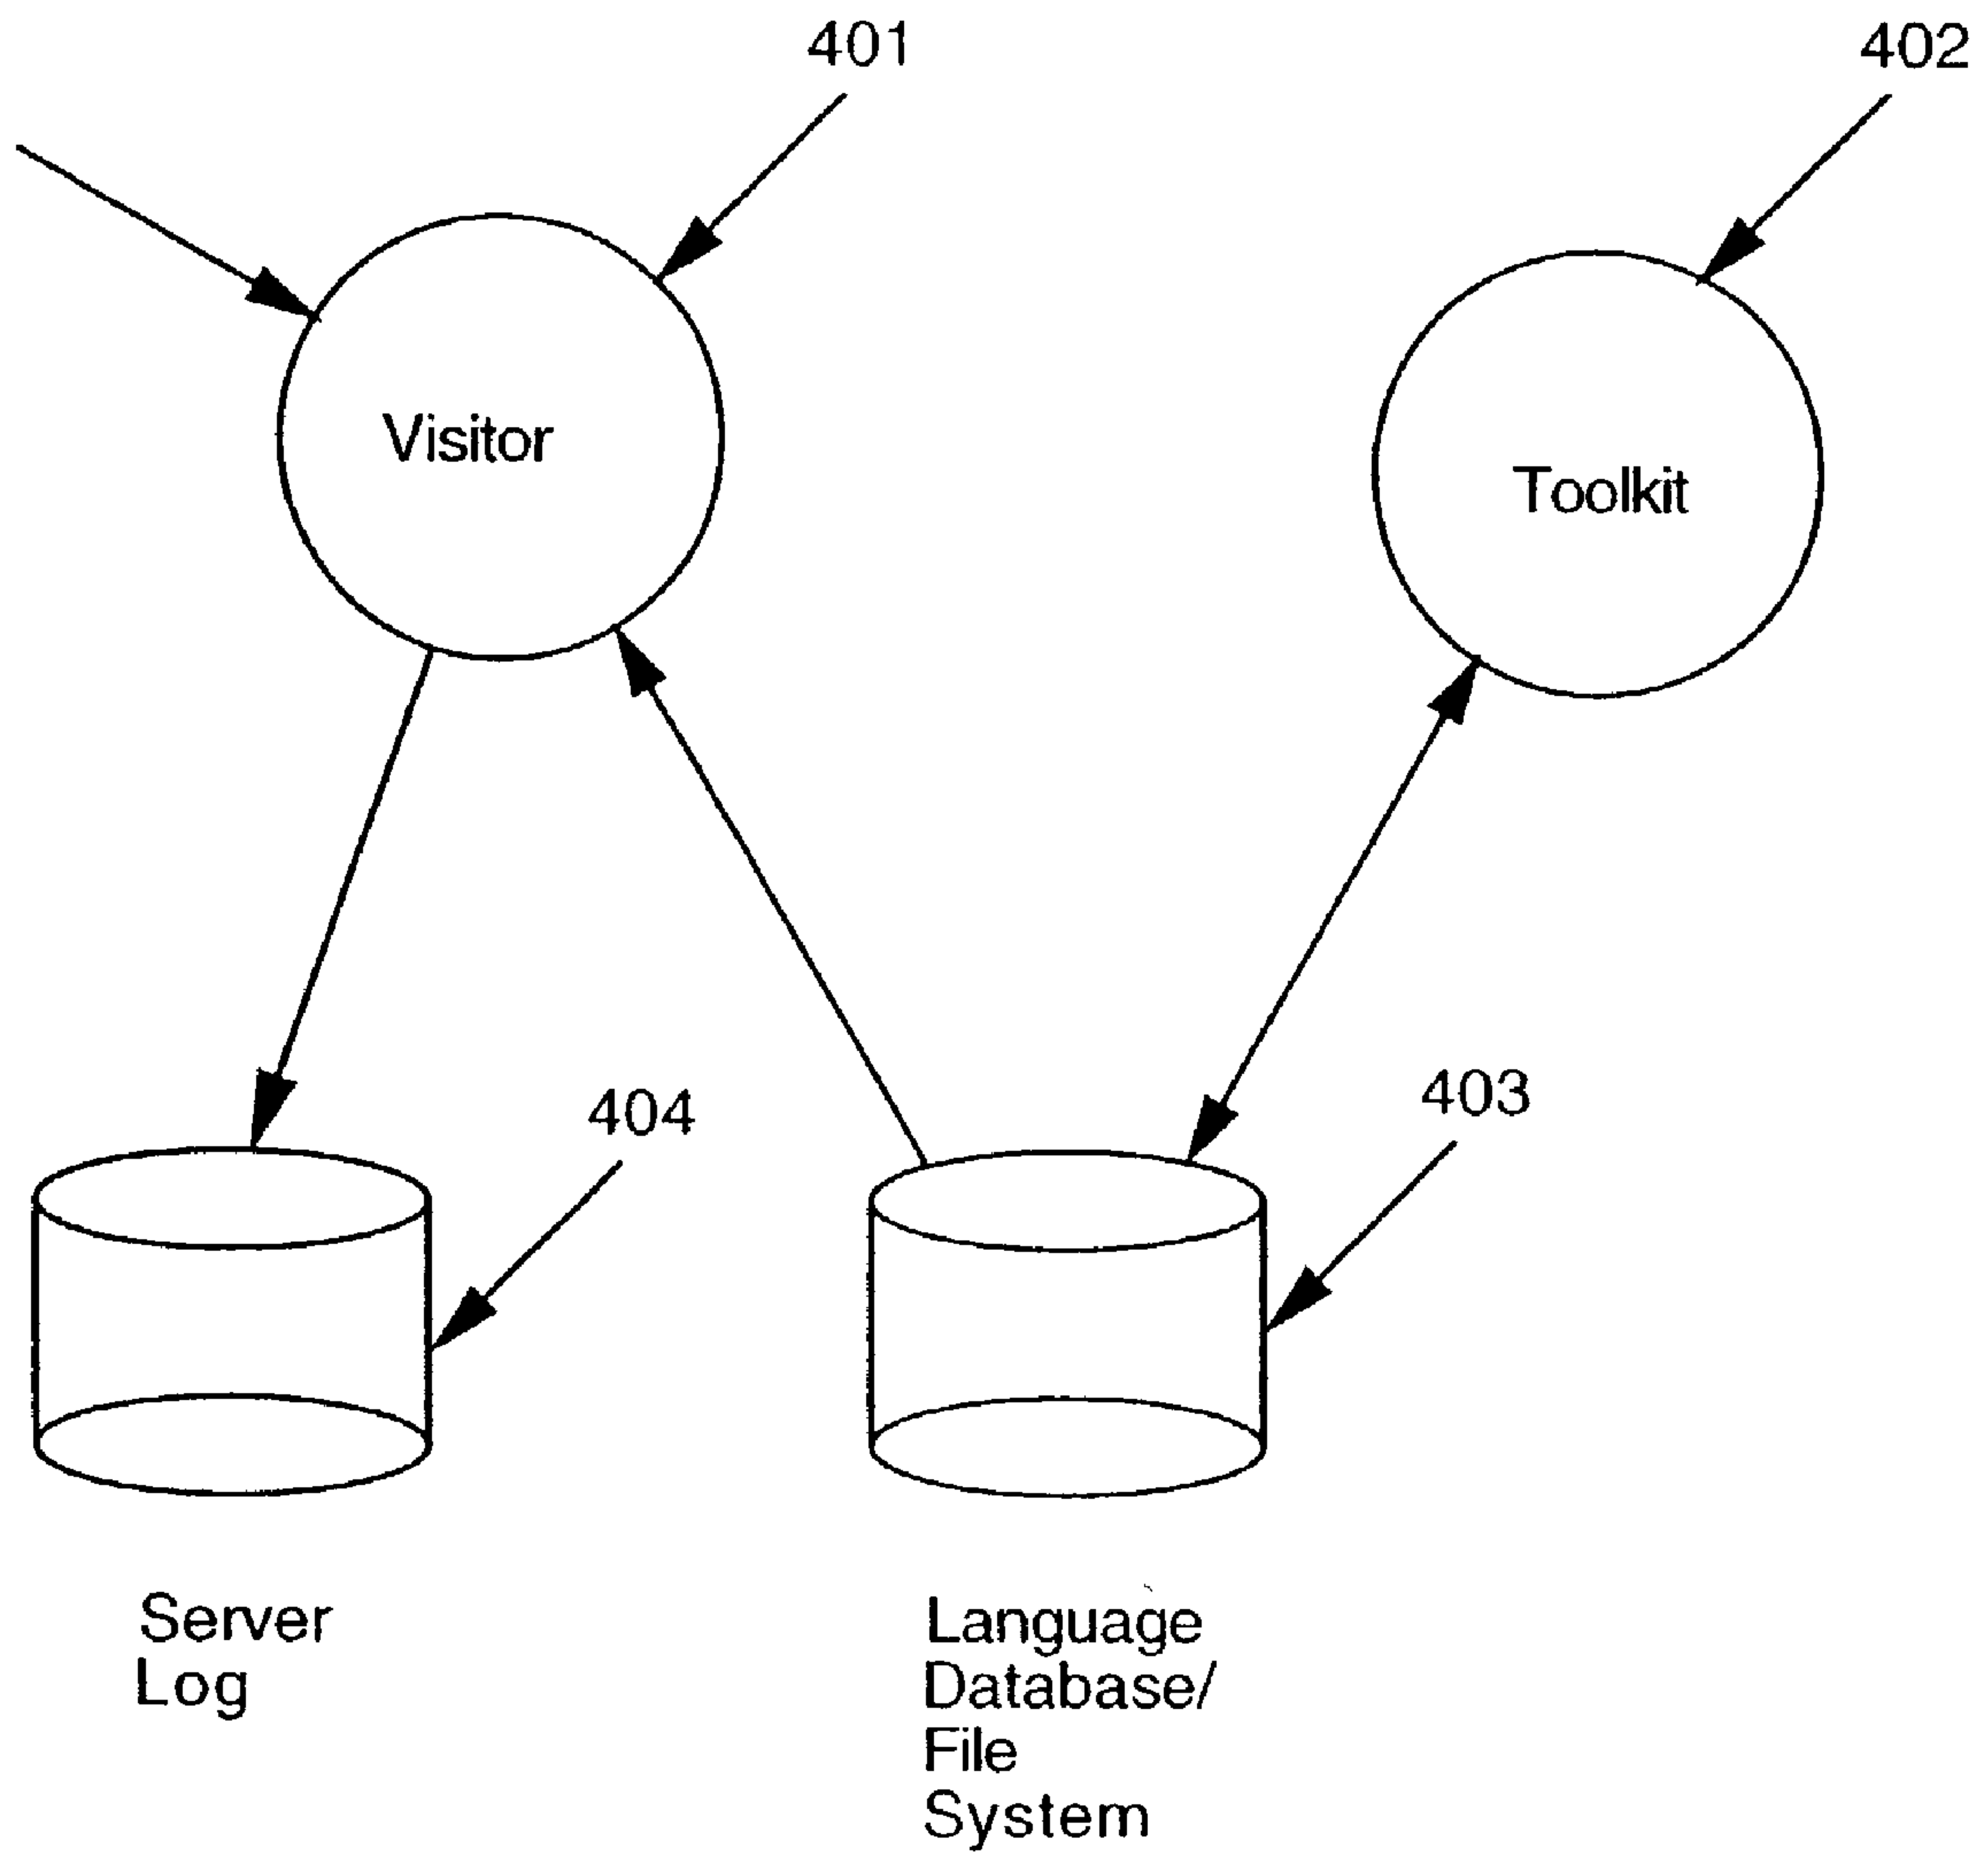 401
402
Visitor
Toolkit
404
403
Server
Log
Language
Database/
File
System